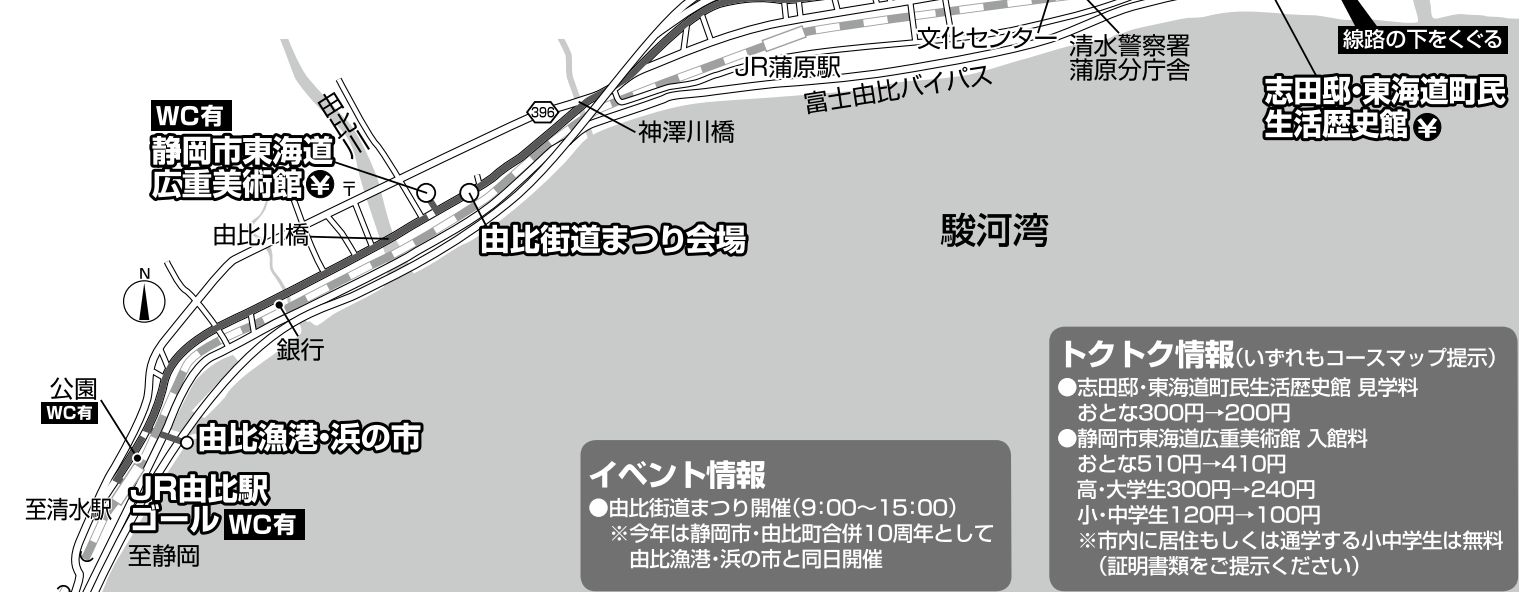 文化センター
清水警察署
蒲原分庁舎
線路の下をくぐる
JR蒲原駅
富士由比バイパス
志田邸・東海道町民
生活歴史館 ¥
396
神澤川橋
由比川
WC有
静岡市東海道
広重美術館 ¥
〒
由比川橋
由比街道まつり会場
駿河湾
N
銀行
公園
WC有
由比漁港・浜の市
JR由比駅
ゴール WC有
至清水駅
至静岡
イベント情報
●由比街道まつり開催(9:00〜15:00)
※今年は静岡市・由比町合併10周年として
由比漁港・浜の市と同日開催
トクトク情報(いずれもコースマップ提示)
●志田邸・東海道町民生活歴史館 見学料
おとな300円→200円
●静岡市東海道広重美術館 入館料
おとな510円→410円
高・大学生300円→240円
小・中学生120円→100円
※市内に居住もしくは通学する小中学生は無料
(証明書類をご提示ください)